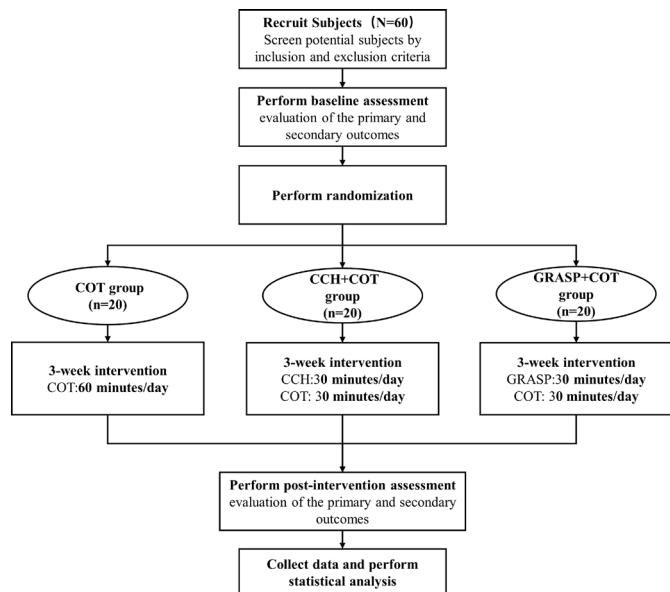 Recruit Subjects（N=60)
Screen potential subjects by
inclusion and exclusion criteria
Perform baseline assessment
evaluation of the primary and
secondary outcomes
Perform randomization
COT group
(n=20)
CCH+COT
group
(n=20)
GRASP+COT
group
(n=20)
3-week intervention
COT:60 minutes/day
3-week intervention
CCH:30 minutes/day
COT: 30 minutes/day
3-week intervention
GRASP:30 minutes/day
COT: 30 minutes/day
Perform post-intervention assessment
evaluation of the primary and secondary
outcomes
Collect data and perform
statistical analysis